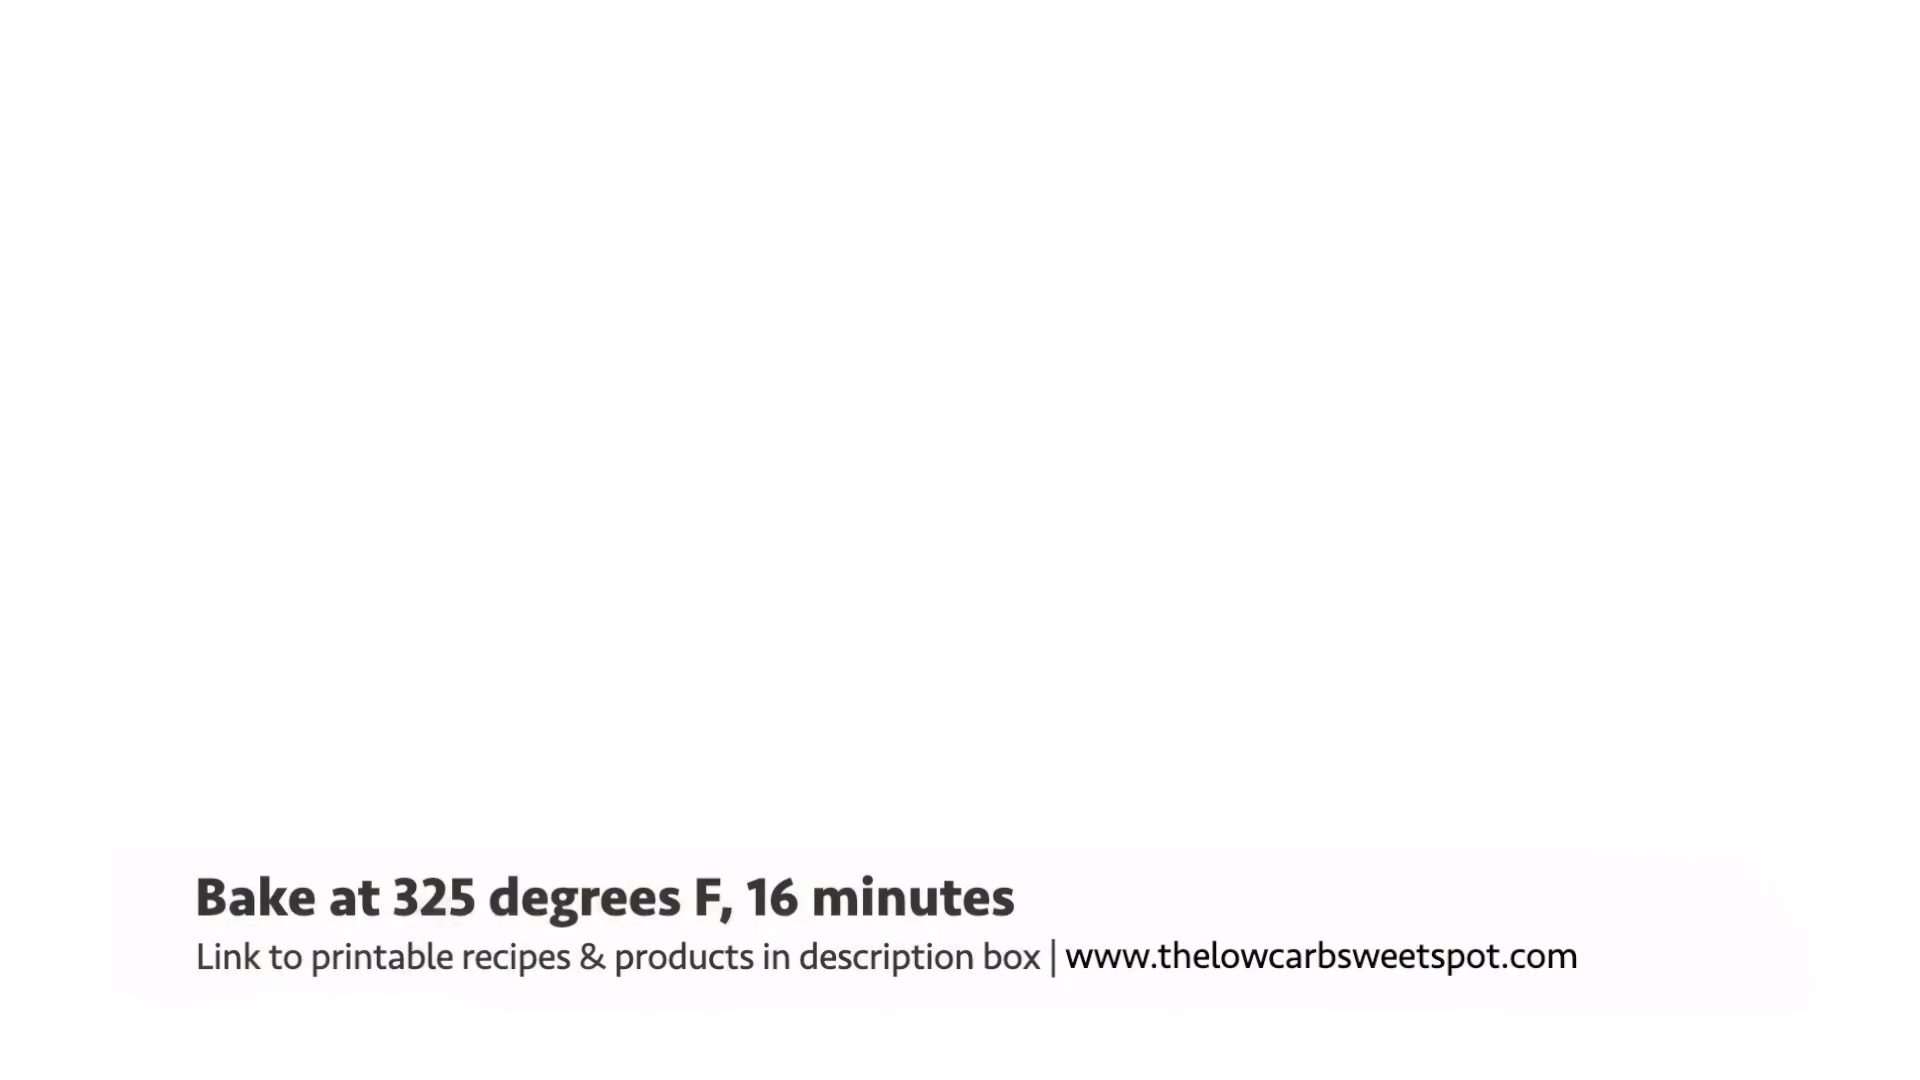 Bake at 325 degrees F, 16 minutes
Link to printable recipes & products in description box | www.thelowcarbsweetspot.com